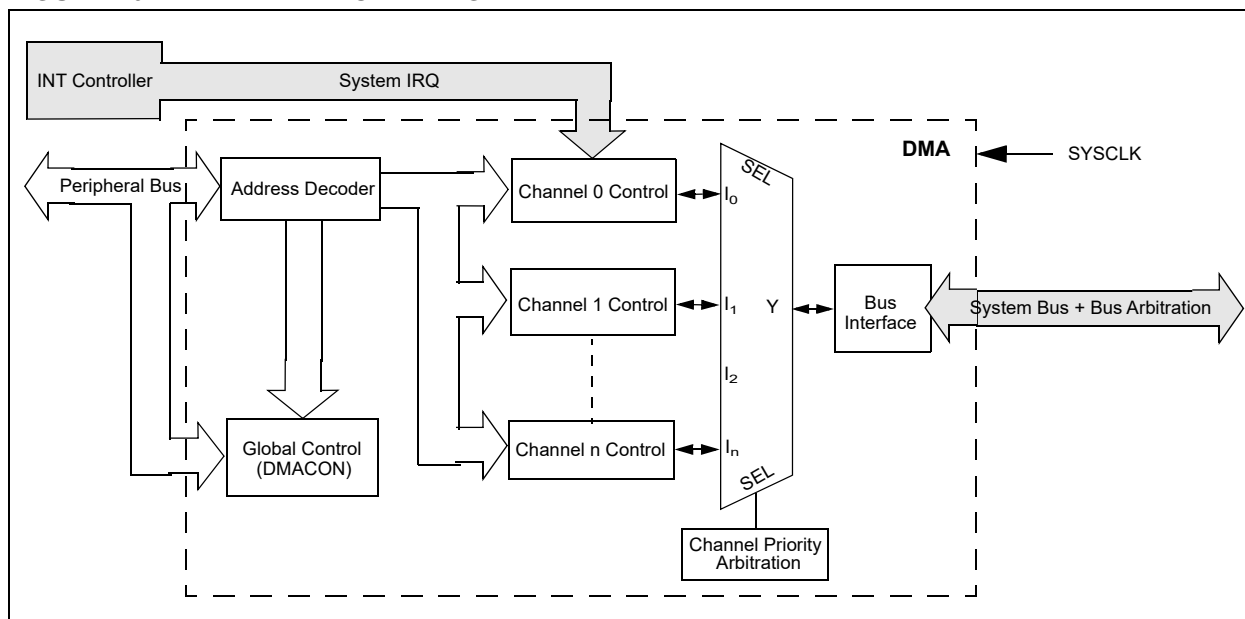 INT Controller
System IRQ
DMA
SYSCLK
Peripheral Bus
Address Decoder
Channel 0 Control
SEL
I0
Channel 1 Control
I1
Y
Bus
Interface
System Bus + Bus Arbitration
I2
Global Control
(DMACON)
Channel n Control
In
SEL
Channel Priority
Arbitration